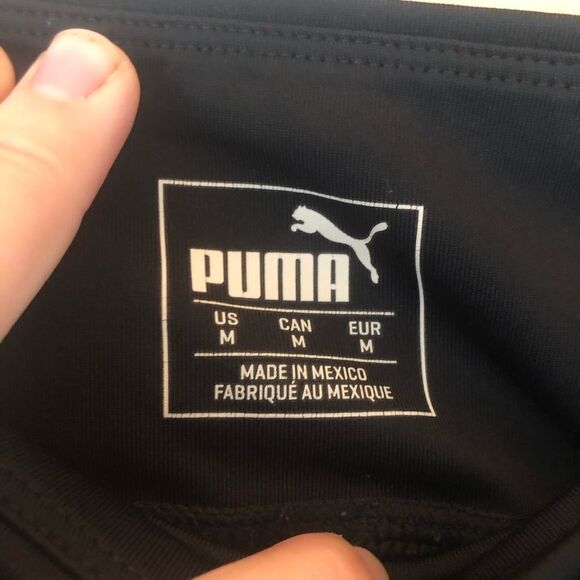 PUMA
US CAN EUR
M M M
MADE IN MEXICO
FABRIQUÉ AU MEXIQUE